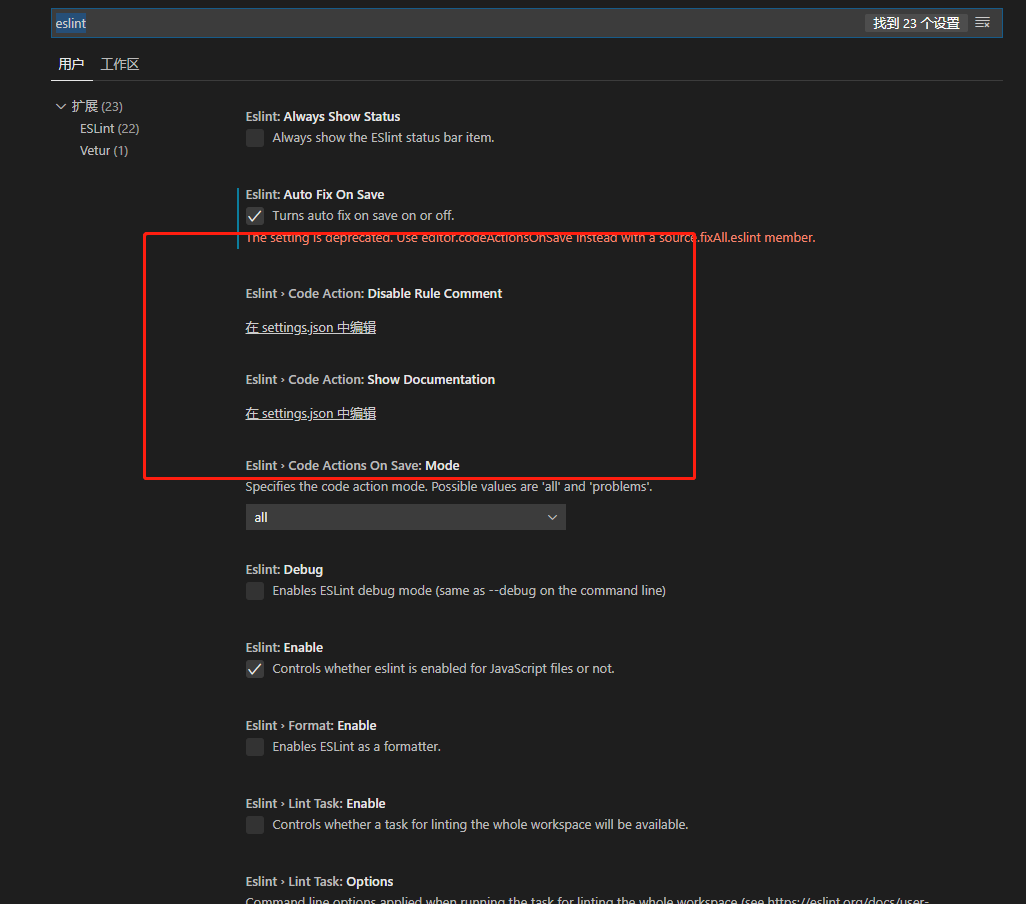 eslint
找到 23 个设置
用户 工作区
扩展 (23)
ESLint (22)
Vetur (1)
Eslint: Always Show Status
Always show the ESlint status bar item.
Eslint: Auto Fix On Save
Turns auto fix on save on or off.
The setting is deprecated. Use editor.codeActionsOnSave instead with a source.fixAll.eslint member.
Eslint › Code Action: Disable Rule Comment
在 settings.json 中编辑
Eslint › Code Action: Show Documentation
在 settings.json 中编辑
Eslint › Code Actions On Save: Mode
Specifies the code action mode. Possible values are 'all' and 'problems'.
all
Eslint: Debug
Enables ESLint debug mode (same as --debug on the command line)
Eslint: Enable
Controls whether eslint is enabled for JavaScript files or not.
Eslint › Format: Enable
Enables ESLint as a formatter.
Eslint › Lint Task: Enable
Controls whether a task for linting the whole workspace will be available.
Eslint › Lint Task: Options
Command line options applied when running the task for linting the whole workspace (see https://eslint.org/docs/user-